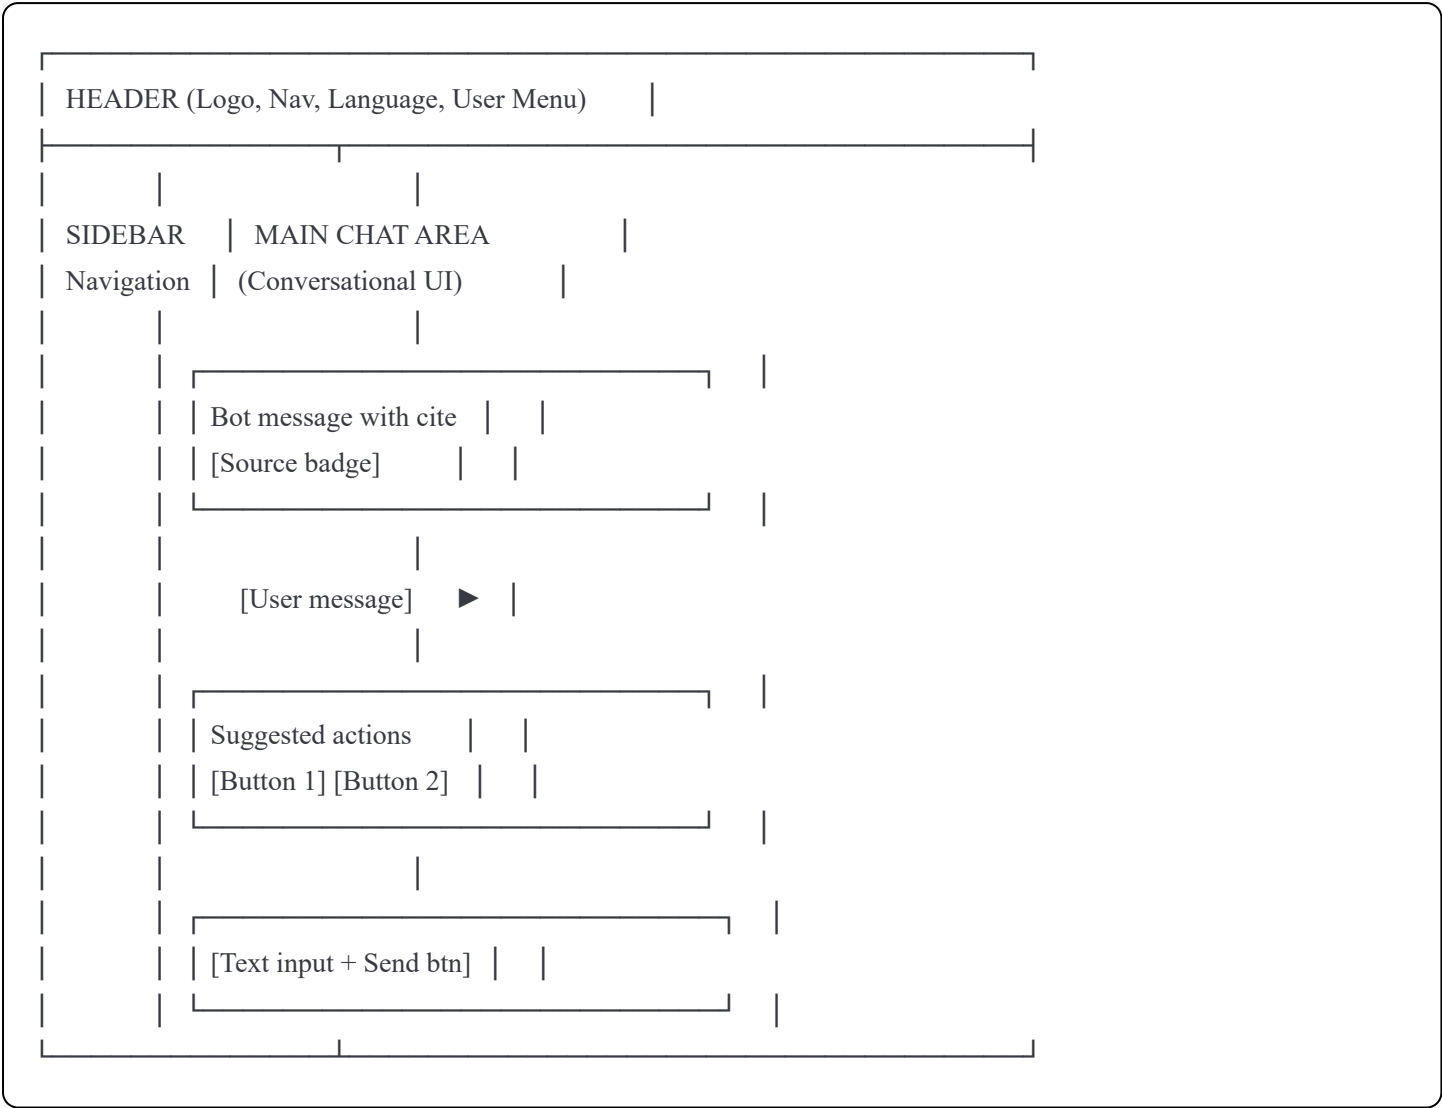 HEADER (Logo, Nav, Language, User Menu)
SIDEBAR MAIN CHAT AREA
Navigation (Conversational UI)
Bot message with cite
[Source badge]
[User message] ►
Suggested actions
[Button 1] [Button 2]
[Text input + Send btn]